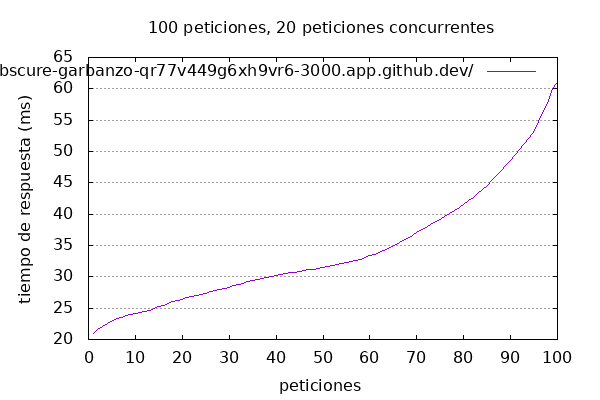 100 peticiones, 20 peticiones concurrentes
bscure-garbanzo-qr77v449g6xh9vr6-3000.app.github.dev/
65
60
55
50
45
40
35
30
25
20
tiempo de respuesta (ms)
0 10 20 30 40 50 60 70 80 90 100
peticiones